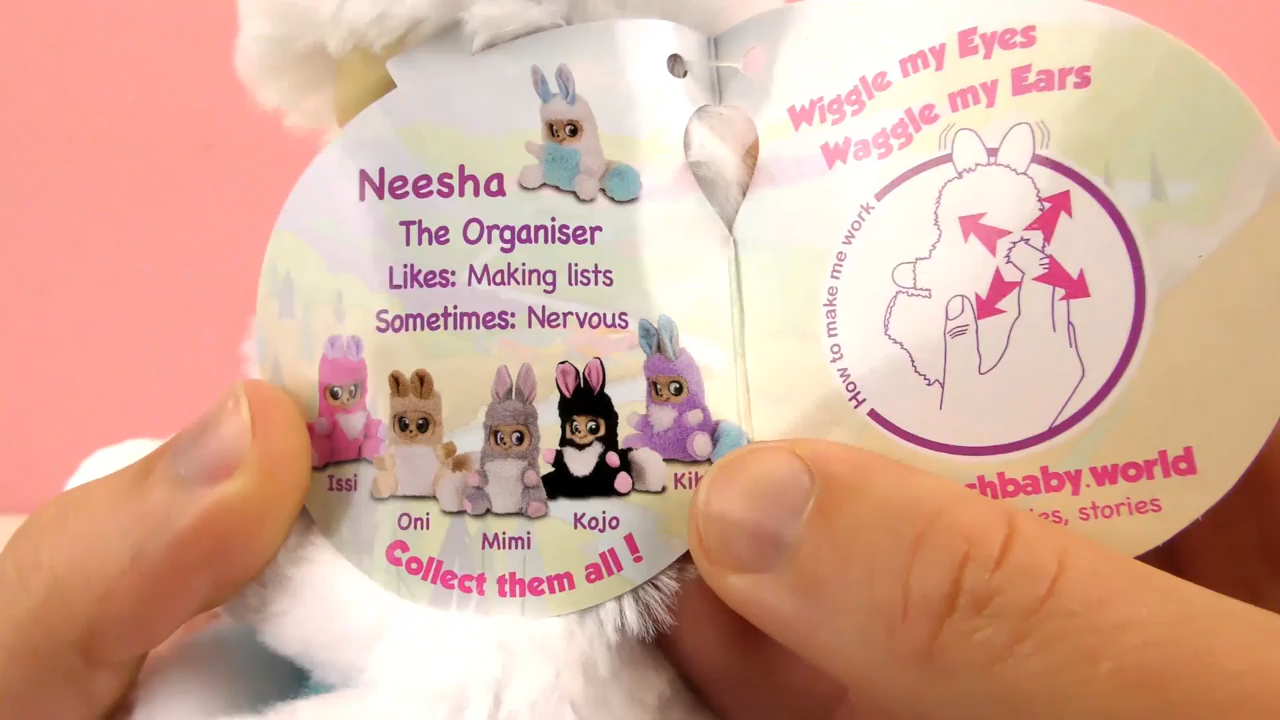 Neesha
The Organiser
Likes: Making lists
Sometimes: Nervous
Issi
Oni
Mimi
Kojo
Collect them all!
Wiggle my Eyes
Waggle my Ears
How to make me work
stories